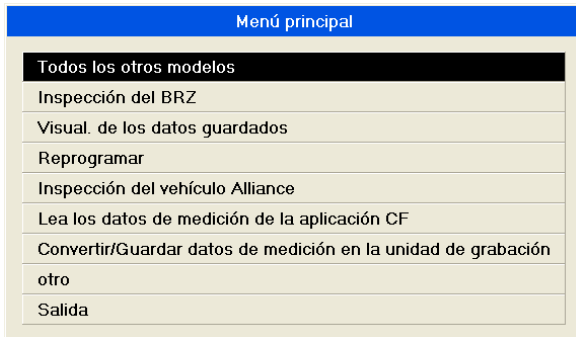 Menú principal
Todos los otros modelos
Inspección del BRZ
Visual. de los datos guardados
Reprogramar
Inspección del vehículo Alliance
Lea los datos de medición de la aplicación CF
Convertir/Guardar datos de medición en la unidad de grabación
otro
Salida